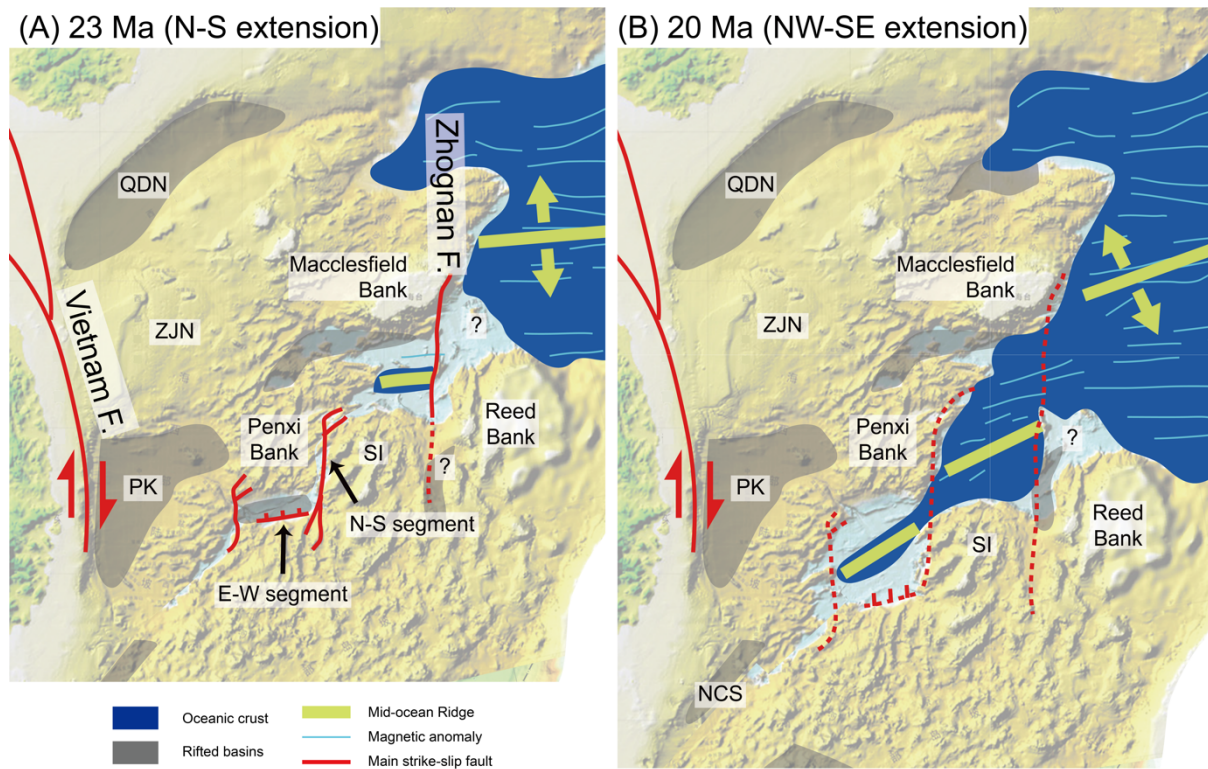 (A) 23 Ma (N-S extension)
QDN
Zhognan F.
Macclesfield
Bank
Vietnam F.
ZJN
?
Penxi
Bank
SI
Reed
Bank
?
PK
N-S segment
E-W segment
Oceanic crust
Rifted basins
Mid-ocean Ridge
Magnetic anomaly
Main strike-slip fault
(B) 20 Ma (NW-SE extension)
QDN
Macclesfield
Bank
ZJN
Penxi
Bank
?
PK
SI
Reed
Bank
NCS